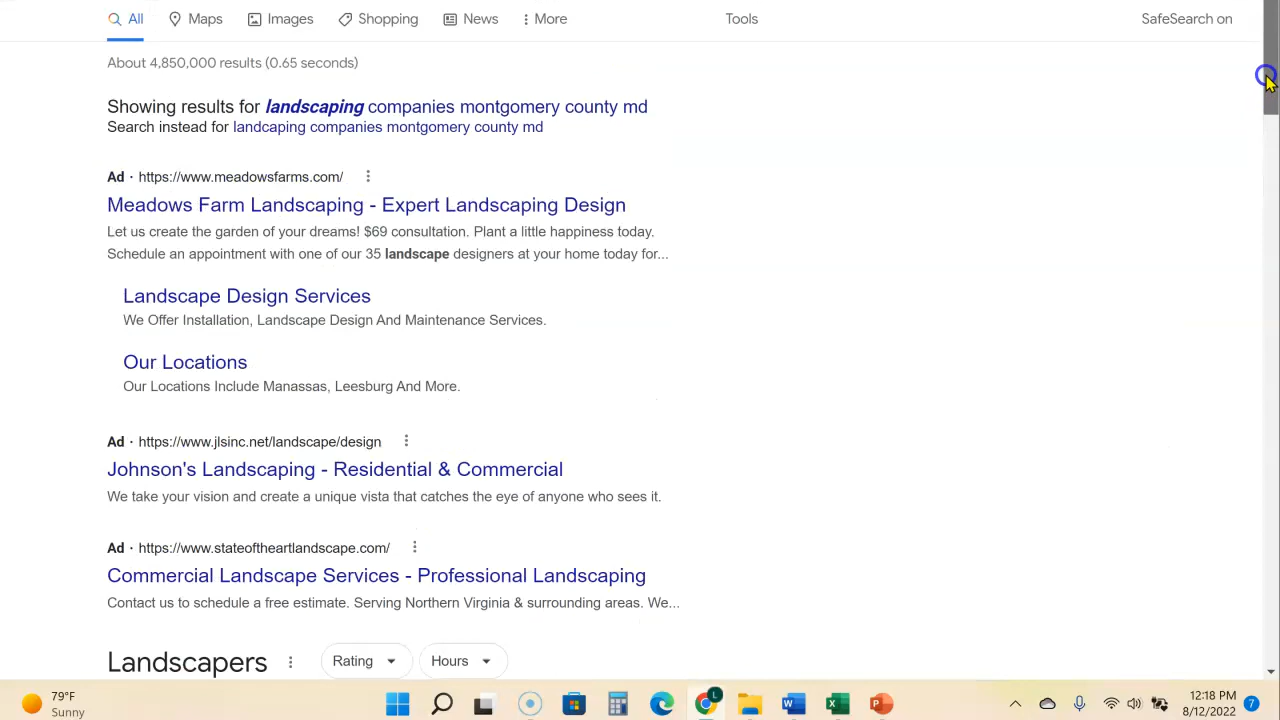 All Maps Images Shopping News More Tools SafeSearch on
About 4,850,000 results (0.65 seconds)
Showing results for landscaping companies montgomery county md
Search instead for landcaping companies montgomery county md
Ad · https://www.meadowsfarms.com/
Meadows Farm Landscaping - Expert Landscaping Design
Let us create the garden of your dreams! $69 consultation. Plant a little happiness today.
Schedule an appointment with one of our 35 landscape designers at your home today for...
Landscape Design Services
We Offer Installation, Landscape Design And Maintenance Services.
Our Locations
Our Locations Include Manassas, Leesburg And More.
Ad · https://www.jlsinc.net/landscape/design
Johnson's Landscaping - Residential & Commercial
We take your vision and create a unique vista that catches the eye of anyone who sees it.
Ad · https://www.stateoftheartlandscape.com/
Commercial Landscape Services - Professional Landscaping
Contact us to schedule a free estimate. Serving Northern Virginia & surrounding areas. We...
Landscapers Rating Hours
79°F
Sunny
L
W
X
P
12:18 PM
8/12/2022
7